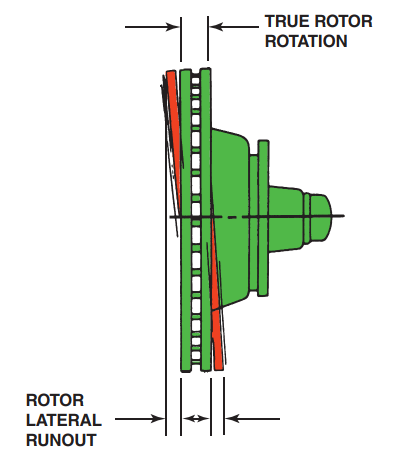 TRUE ROTOR
ROTATION
ROTOR
LATERAL
RUNOUT